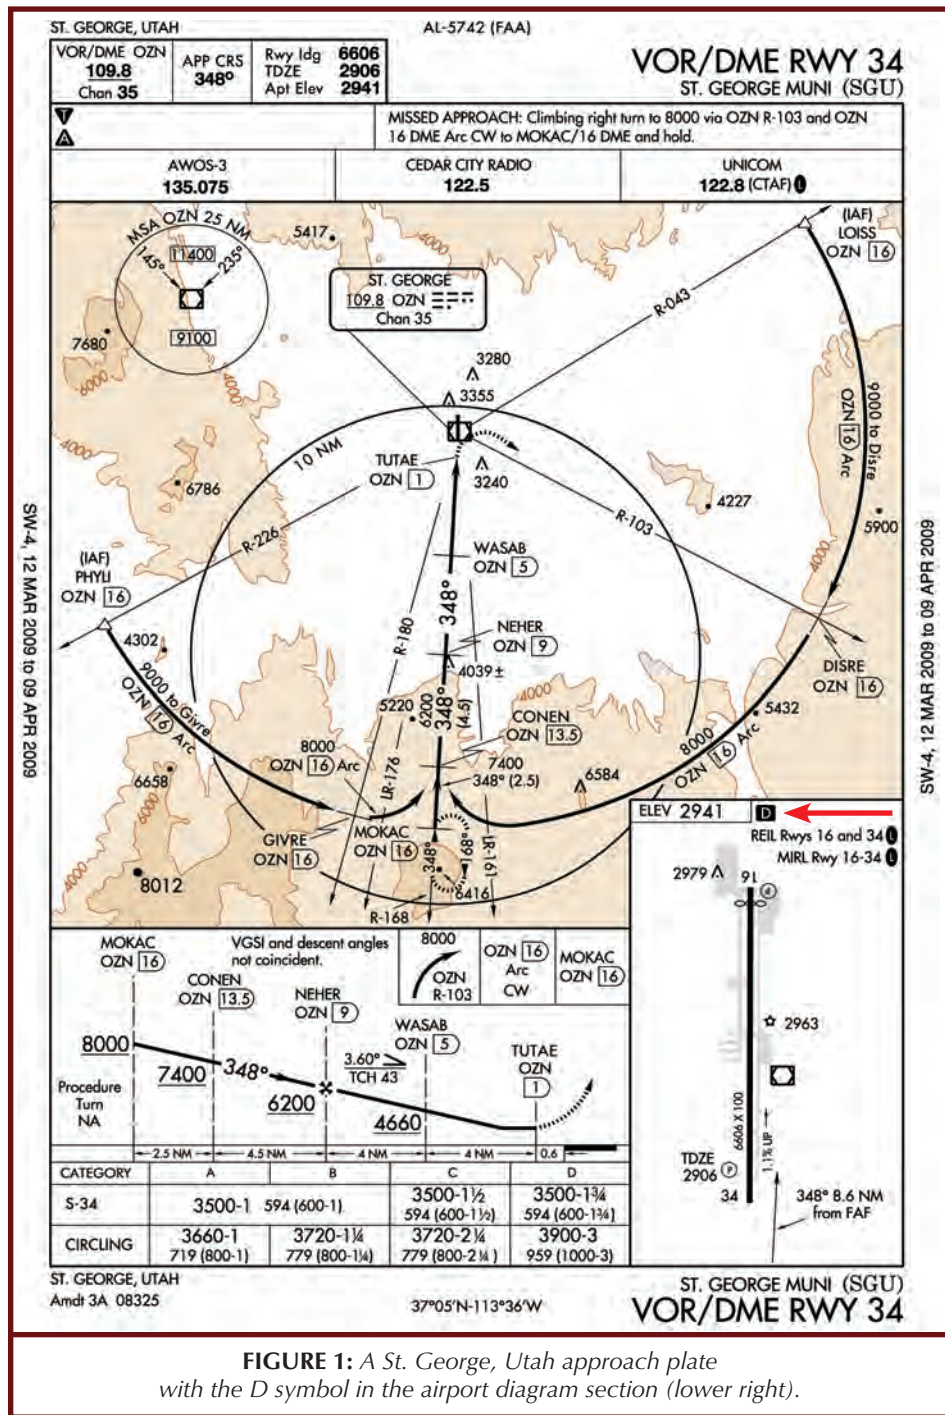 ST. GEORGE, UTAH
AL-5742 (FAA)
VOR/DME OZN
109.8
Chan 35
APP CRS
348°
Rwy ldg 6606
TDZE 2906
Apt Elev 2941
VOR/DME RWY 34
ST. GEORGE MUNI (SGU)
T
A
MISSED APPROACH: Climbing right turn to 8000 via OZN R-103 and OZN
16 DME Arc CW to MOKAC/16 DME and hold.
AWOS-3
135.075
CEDAR CITY RADIO
122.5
UNICOM
122.8 (CTAF) L
MSA OZN 25 NM
11400
145°
235°
9100
5417
(IAF)
LOISS
OZN 16
ST. GEORGE
109.8 OZN
Chan 35
R-043
7680
6000
4000
4000
4000
3280
3355
9000 to Disre
OZN 16 Arc
10 NM
TUTAE
OZN 1
3240
4000
6786
4227
5900
R-226
R-103
4000
WASAB
OZN 5
(IAF)
PHYLI
OZN 16
348°
R-180
NEHER
OZN 9
4302
4039±
DISRE
OZN 16
9000 to Givre
OZN 16 Arc
4000
5220
6200
348°
(4.5)
CONEN
OZN 13.5
5432
8000
OZN 16 Arc
8000
OZN 16 Arc
7400
348° (2.5)
6584
6658
LR-176
GIVRE
OZN 16
MOKAC
OZN 16
348°
168°
LR-161
4000
6000
8012
6416
R-168
ELEV 2941
D
REIL Rwys 16 and 34 L
MIRL Rwy 16-34 L
2979
16
P
2963
6606 X 100
1.1% UP
TDZE
2906
P
34
348° 8.6 NM
from FAF
MOKAC
OZN 16
VGSI and descent angles
not coincident.
CONEN
OZN 13.5
NEHER
OZN 9
WASAB
OZN 5
TUTAE
OZN
1
8000
OZN
R-103
OZN 16
Arc
CW
MOKAC
OZN 16
8000
7400
348°
6200
3.60°
TCH 43
4660
Procedure
Turn
NA
2.5 NM
4.5 NM
4 NM
4 NM
0.6
CATEGORY A B C D
S-34
3500-1 594 (600-1)
3500-1½
594 (600-1½)
3500-1¾
594 (600-1¾)
CIRCLING
3660-1
719 (800-1)
3720-1¼
779 (800-1¼)
3720-2¼
779 (800-2¼)
3900-3
959 (1000-3)
ST. GEORGE, UTAH
Amdt 3A 08325
37°05'N-113°36'W
ST. GEORGE MUNI (SGU)
VOR/DME RWY 34
SW-4, 12 MAR 2009 to 09 APR 2009
SW-4, 12 MAR 2009 to 09 APR 2009
FIGURE 1: A St. George, Utah approach plate
with the D symbol in the airport diagram section (lower right).